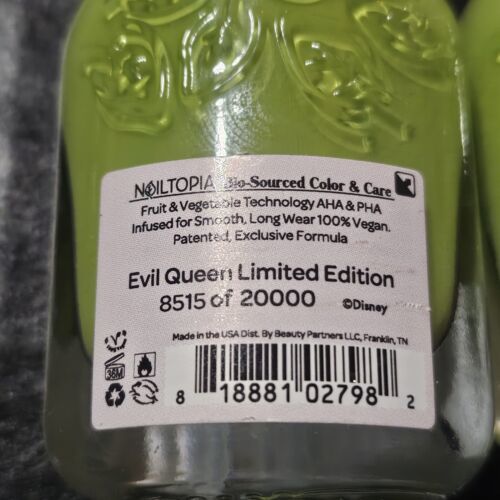 NAILTOPIA Bio-Sourced Color & Care
Fruit & Vegetable Technology AHA & PHA
Infused for Smooth, Long Wear 100% Vegan.
Patented, Exclusive Formula
Evil Queen Limited Edition
8515 of 20000 ©Disney
Made in the USA Dist. By Beauty Partners LLC, Franklin, TN
36M
8 18881 02798 2